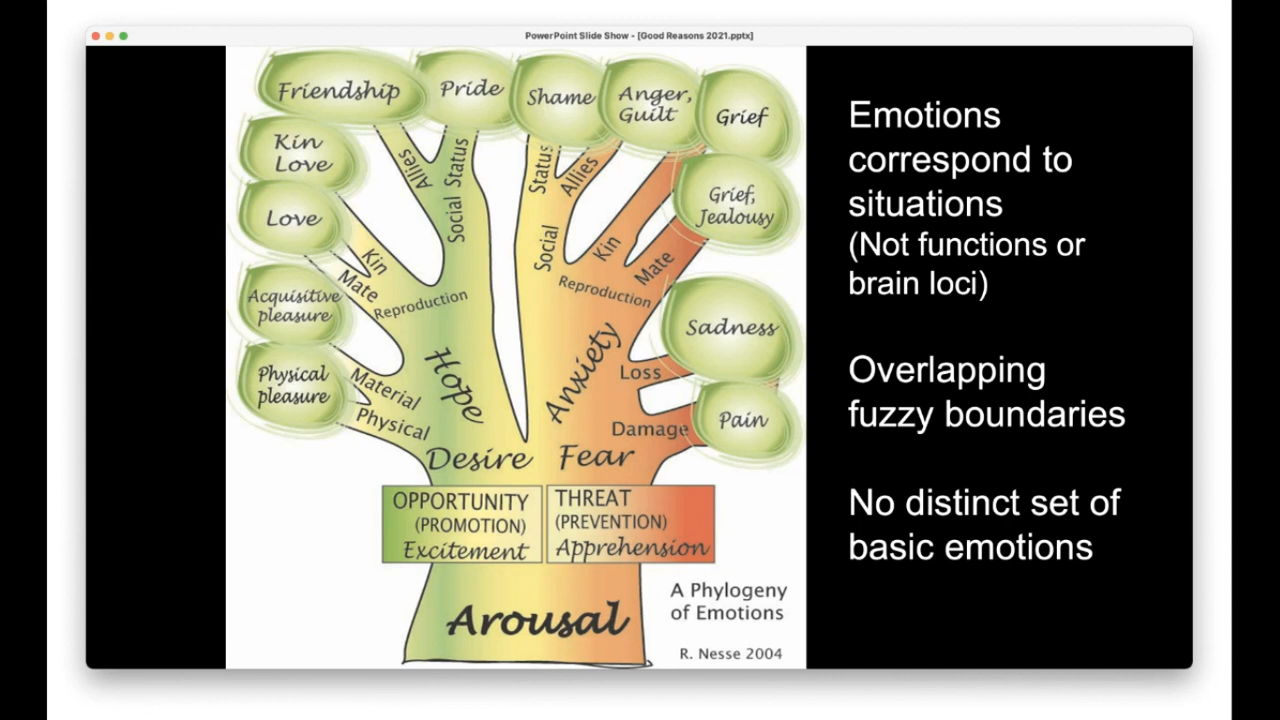 PowerPoint Slide Show - [Good Reasons 2021.pptx]
Friendship
Pride
Shame
Anger,
Guilt
Grief
Kin
Love
Allies
Social Status
Status
Allies
Social
Grief,
Jealousy
Love
Kin
Mate
Reproduction
Kin
Mate
Reproduction
Acquisitive
pleasure
Sadness
Physical
pleasure
Material
Physical
Hope
Anxiety
Loss
Damage
Pain
Desire
Fear
OPPORTUNITY
(PROMOTION)
Excitement
THREAT
(PREVENTION)
Apprehension
Arousal
A Phylogeny
of Emotions
R. Nesse 2004
Emotions
correspond to
situations
(Not functions or
brain loci)
Overlapping
fuzzy boundaries
No distinct set of
basic emotions